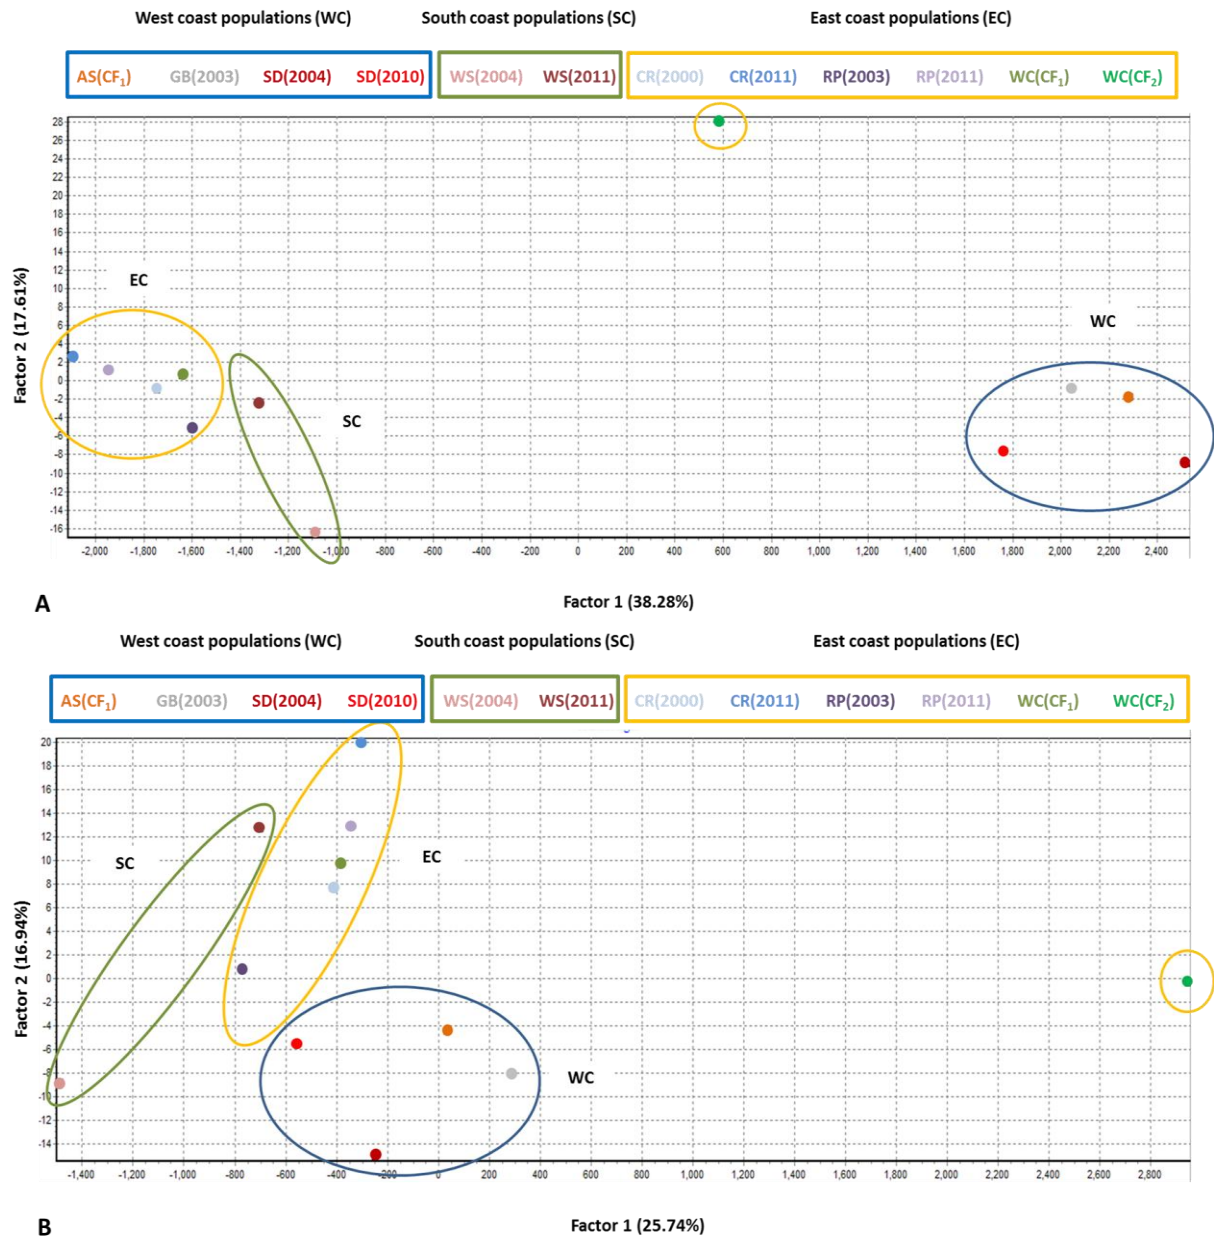 West coast populations (WC) South coast populations (SC) East coast populations (EC)
AS(CF₁) GB(2003) SD(2004) SD(2010) WS(2004) WS(2011) CR(2000) CR(2011) RP(2003) RP(2011) WC(CF₁) WC(CF₂)
28
26
24
22
20
18
16
14
12
10
8
6
4
2
0
-2
-4
-6
-8
-10
-12
-14
-16
Factor 2 (17.61%)
EC
SC
WC
-2,000 -1,800 -1,600 -1,400 -1,200 -1,000 -800 -600 -400 -200 0 200 400 600 800 1,000 1,200 1,400 1,600 1,800 2,000 2,200 2,400
A Factor 1 (38.28%)
West coast populations (WC) South coast populations (SC) East coast populations (EC)
AS(CF₁) GB(2003) SD(2004) SD(2010) WS(2004) WS(2011) CR(2000) CR(2011) RP(2003) RP(2011) WC(CF₁) WC(CF₂)
20
18
16
14
12
10
8
6
4
2
0
-2
-4
-6
-8
-10
-12
-14
Factor 2 (16.94%)
SC
EC
WC
-1,400 -1,200 -1,000 -800 -600 -400 -200 0 200 400 600 800 1,000 1,200 1,400 1,600 1,800 2,000 2,200 2,400 2,600 2,800
B Factor 1 (25.74%)